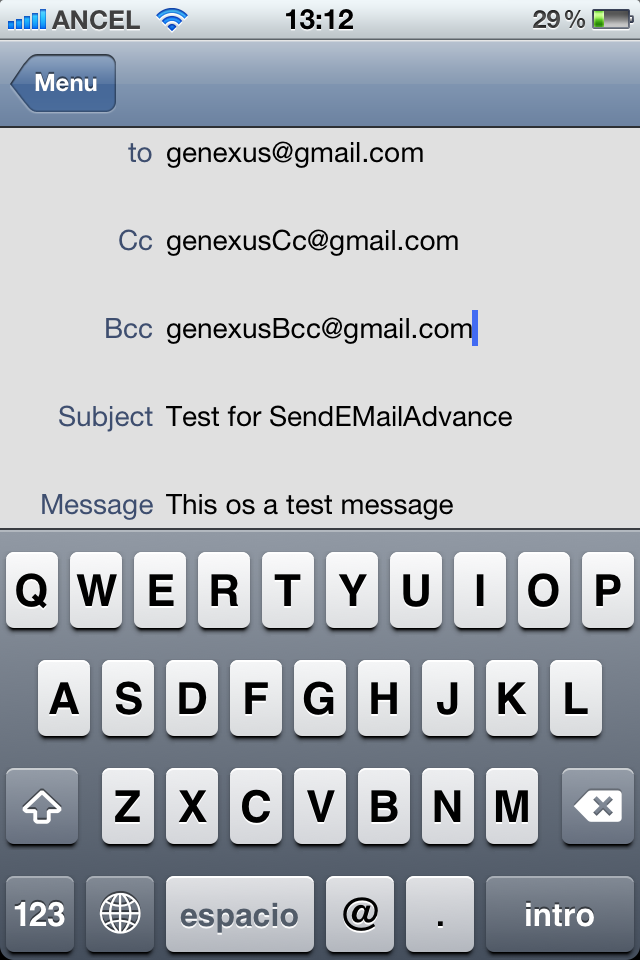 ANCEL 13:12 29 %
Menu
to genexus@gmail.com
Cc genexusCc@gmail.com
Bcc genexusBcc@gmail.com
Subject Test for SendEMailAdvance
Message This os a test message
Q W E R T Y U I O P
A S D F G H J K L
Z X C V B N M
123 espacio @ . intro